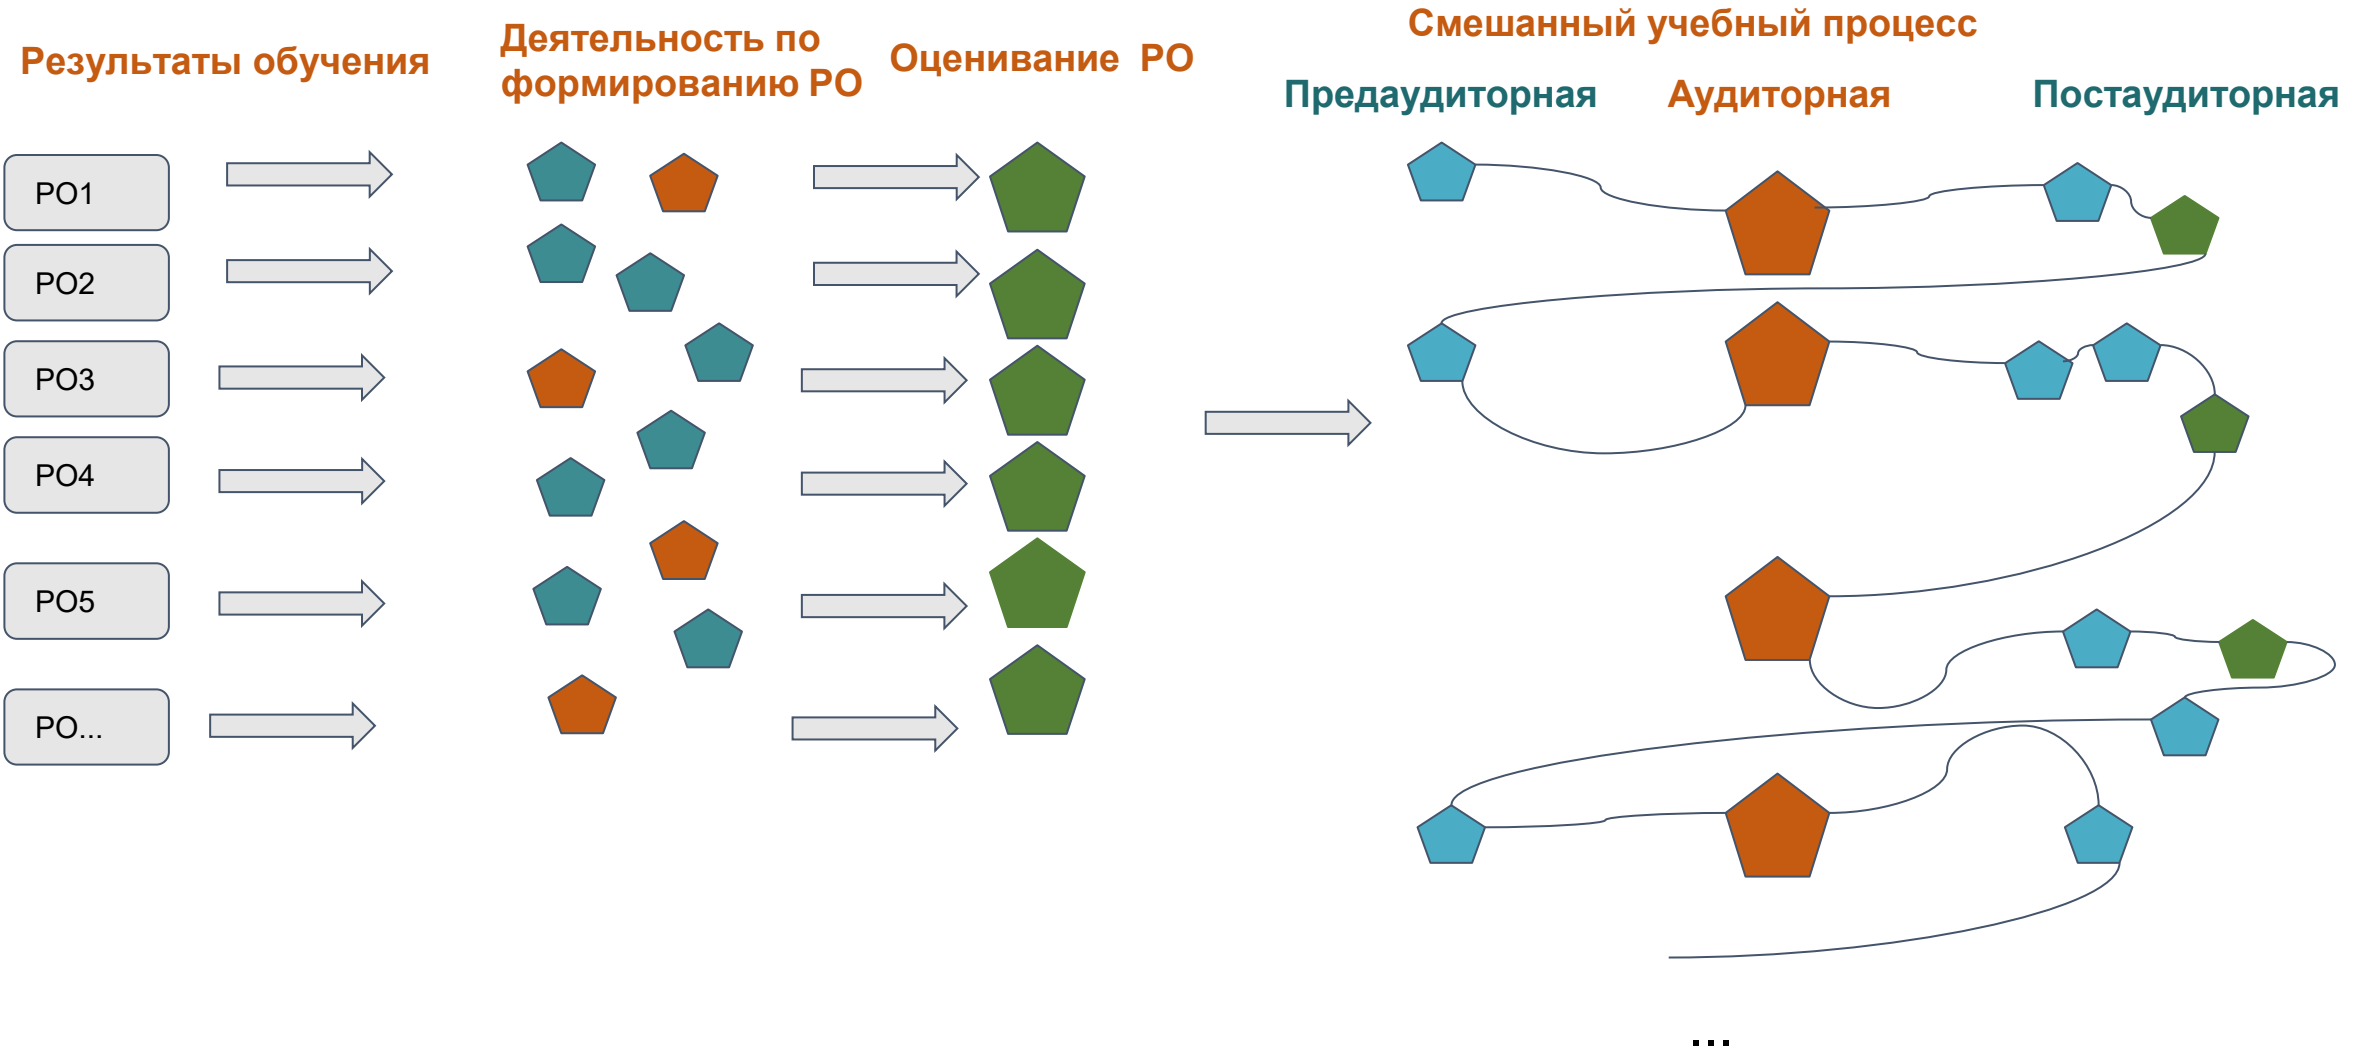 Результаты обучения
Деятельность по
формированию РО
Оценивание  РО
Смешанный учебный процесс
Предаудиторная
Аудиторная
Постаудиторная
РО1
РО2
РО3
РО4
РО5
РО...
...